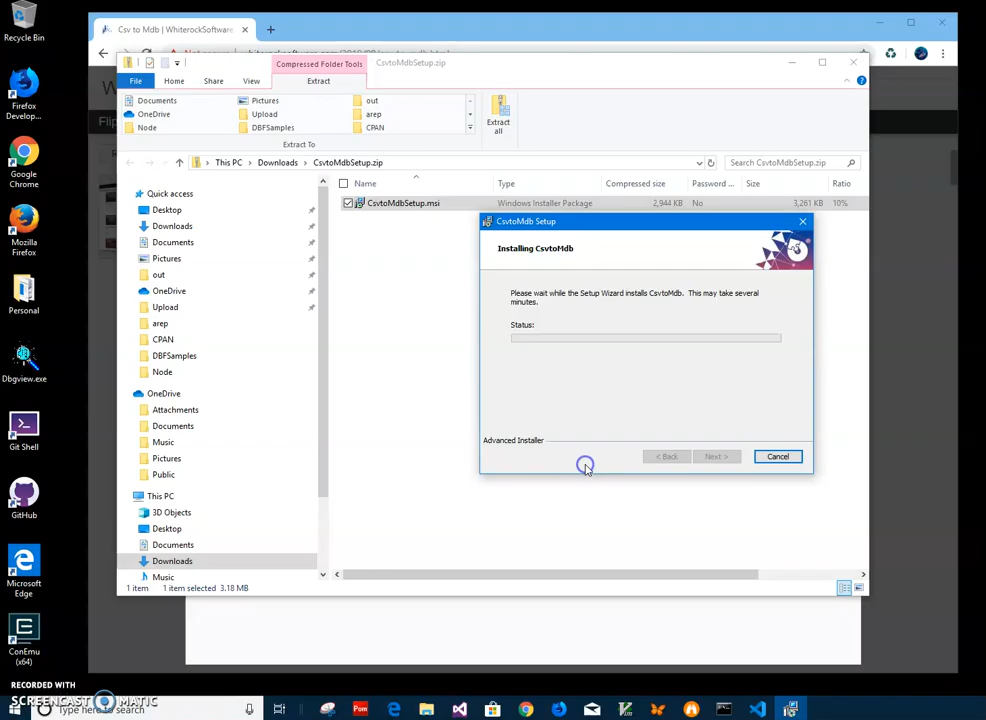 Recycle Bin
Firefox
Develop...
Google
Chrome
Mozilla
Firefox
Personal
Dbgview.exe
Git Shell
GitHub
Microsoft
Edge
ConEmu
(x64)
Csv to Mdb | WhiterockSoftware
Compressed Folder Tools
CsvtoMdbSetup.zip
File
Home
Share
View
Extract
Documents
Pictures
out
OneDrive
Upload
arep
Node
DBFSamples
CPAN
Extract
all
Extract To
This PC
Downloads
CsvtoMdbSetup.zip
Search CsvtoMdbSetup.zip
Name
Type
Compressed size
Password ...
Size
Ratio
CsvtoMdbSetup.msi
Windows Installer Package
2,944 KB
No
3,261 KB
10%
Quick access
Desktop
Downloads
Documents
Pictures
out
OneDrive
Upload
arep
CPAN
DBFSamples
Node
OneDrive
Attachments
Documents
Music
Pictures
Public
This PC
3D Objects
Desktop
Documents
Downloads
Music
1 item
1 item selected 3.18 MB
CsvtoMdb Setup
Installing CsvtoMdb
Please wait while the Setup Wizard installs CsvtoMdb. This may take several
minutes.
Status:
Advanced Installer
< Back
Next >
Cancel
RECORDED WITH
SCREENCAST MATIC
Type here to search